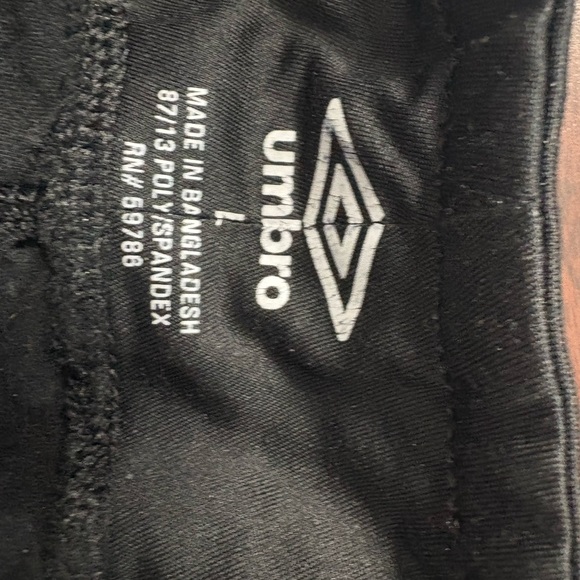 umbro
L
MADE IN BANGLADESH
87/13 POLY/SPANDEX
RN# 59786